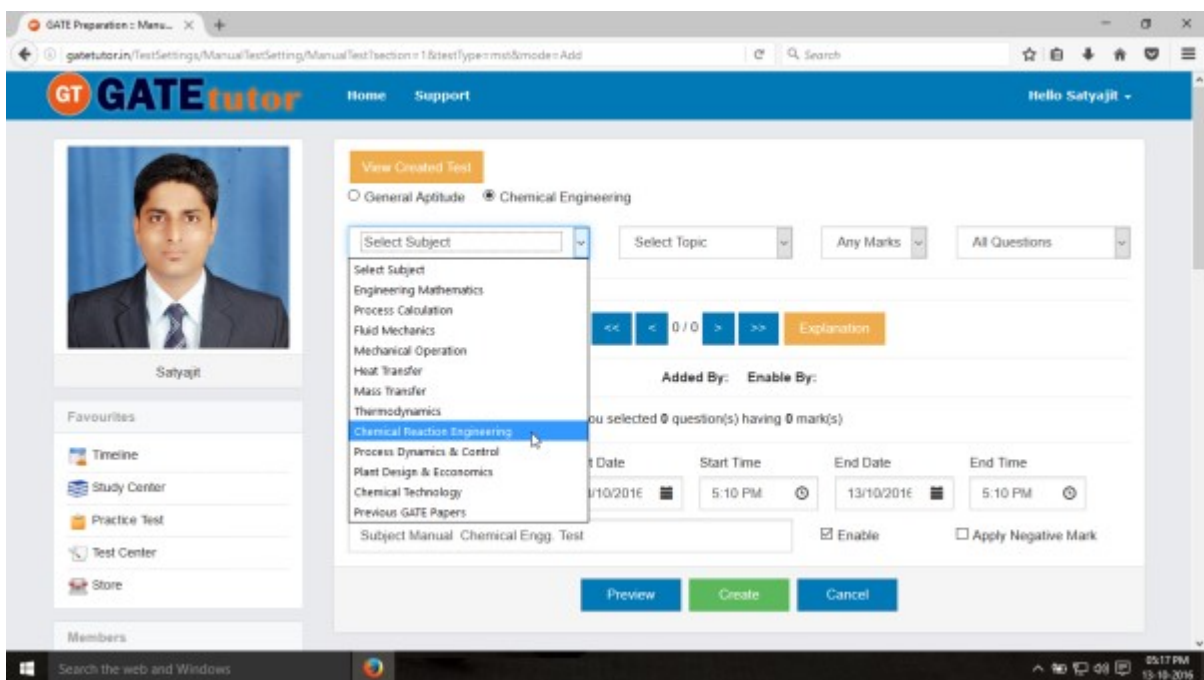 GATE Preparation :: Manu...
gatetutor.in/TestSettings/ManualTestSetting/ManualTest?section=1&testType=mst&mode=Add
Search
GT GATEtutor
Home Support
Hello Satyajit
View Created Test
General Aptitude Chemical Engineering
Select Subject Select Topic Any Marks All Questions
Select Subject
Engineering Mathematics
Process Calculation
Fluid Mechanics
Mechanical Operation
Heat Transfer
Mass Transfer
Thermodynamics
Chemical Reaction Engineering
Process Dynamics & Control
Plant Design & Ecconomics
Chemical Technology
Previous GATE Papers
<< < 0 / 0 > >> Explanation
Added By: Enable By:
ou selected 0 question(s) having 0 mark(s)
t Date Start Time End Date End Time
/10/2016 5:10 PM 13/10/2016 5:10 PM
Subject Manual Chemical Engg. Test Enable Apply Negative Mark
Preview Create Cancel
Satyajit
Favourites
Timeline
Study Center
Practice Test
Test Center
Store
Members
Search the web and Windows
05:17 PM
13-10-2016